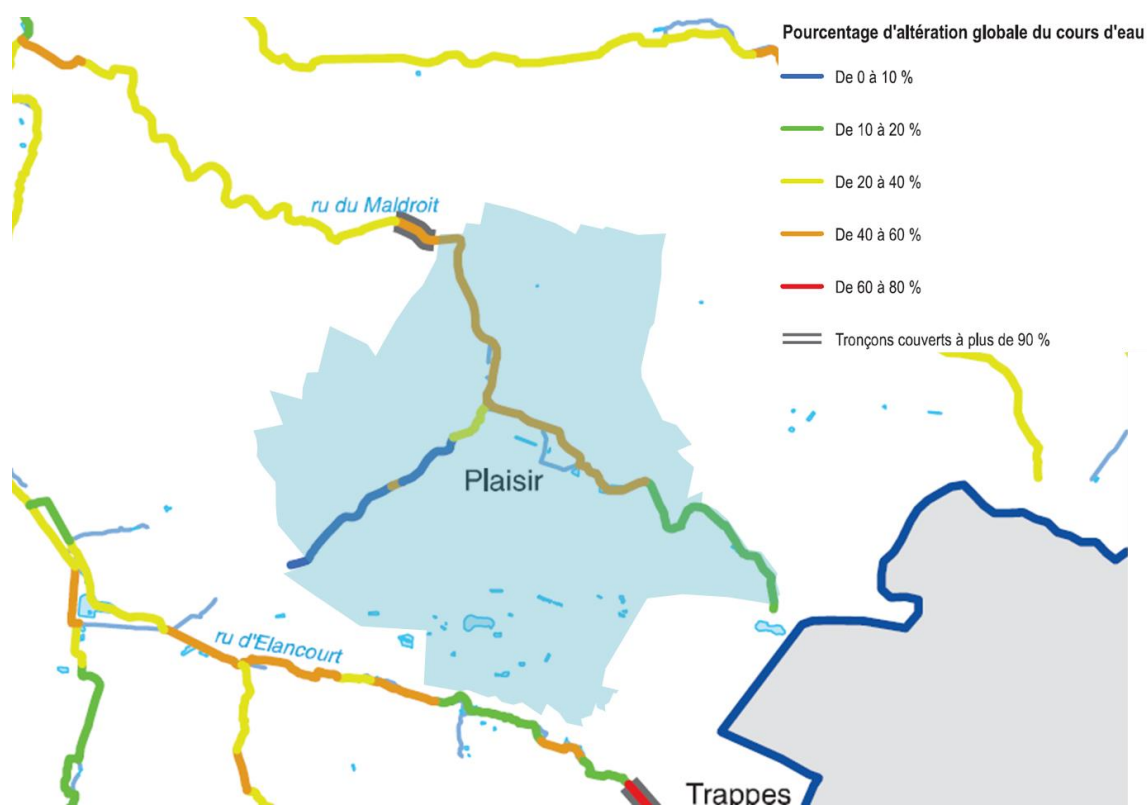 Pourcentage d'altération globale du cours d'eau
De 0 à 10 %
De 10 à 20 %
De 20 à 40 %
De 40 à 60 %
De 60 à 80 %
Tronçons couverts à plus de 90 %
ru du Maldroit
Plaisir
ru d'Elancourt
Trappes